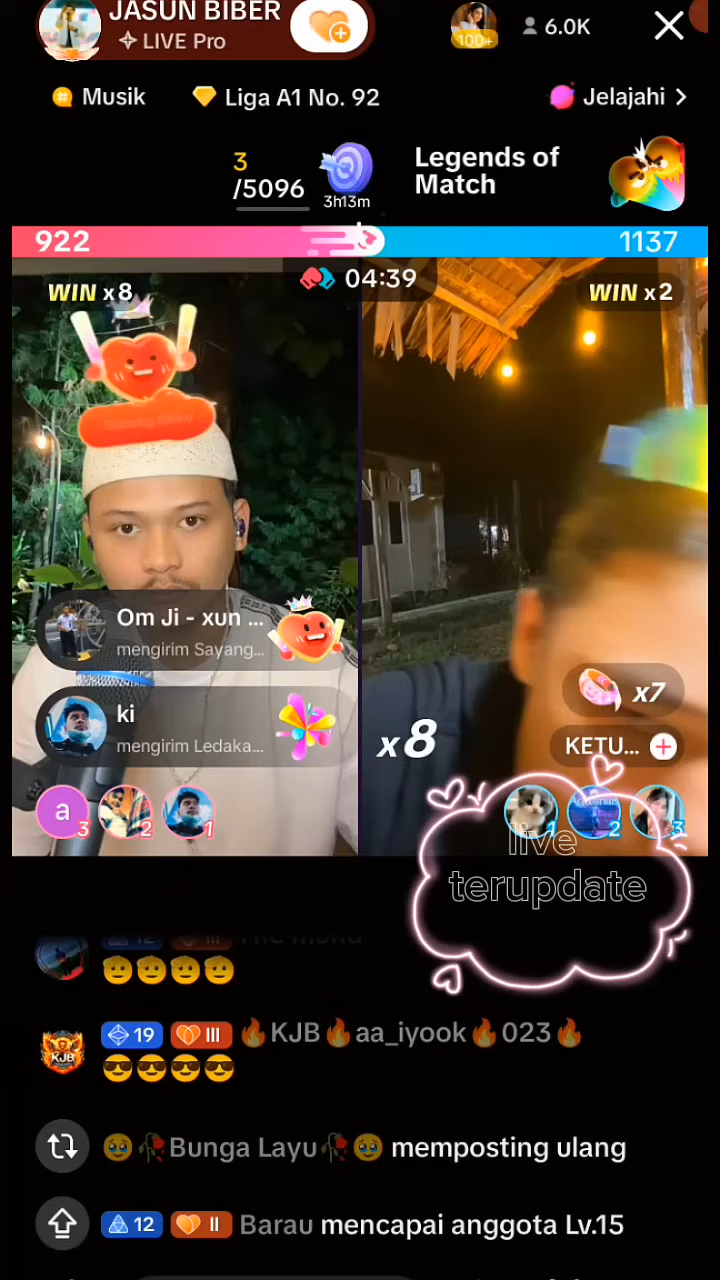 JASUN BIBER
LIVE Pro
100+
6.0K
Musik
Liga A1 No. 92
Jelajahi
3
/5096
3h13m
Legends of
Match
922
1137
WIN x8
04:39
WIN x2
Om Ji - xun ...
mengirim Sayang...
ki
mengirim Ledaka...
x7
x8
KETU...
a
3
2
1
1
2
3
live
terupdate
12 III
KJB
19 III 🔥KJB🔥aa_iyook🔥023🔥
😎😎😎😎
🥹🥀Bunga Layu🥀🥹 memposting ulang
12 II Barau mencapai anggota Lv.15